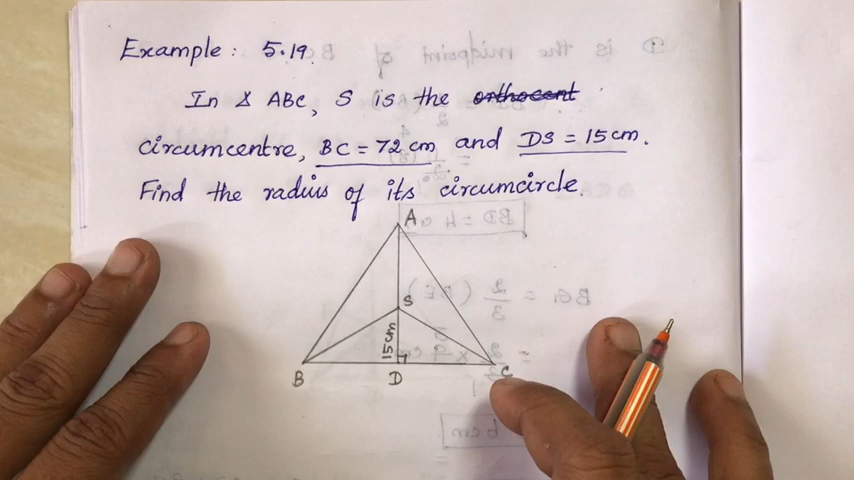 Example : 5.19.
In Δ ABC, S is the orthocent
circumcentre, BC = 72 cm and DS = 15 cm.
Find the radius of its circumcircle.
A
S
15cm
B
D
C